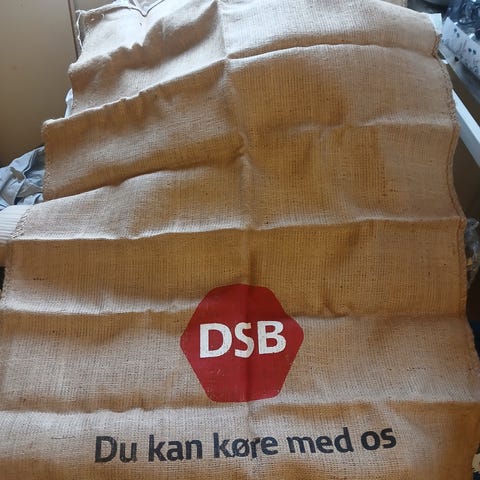 DSB
Du kan køre med os